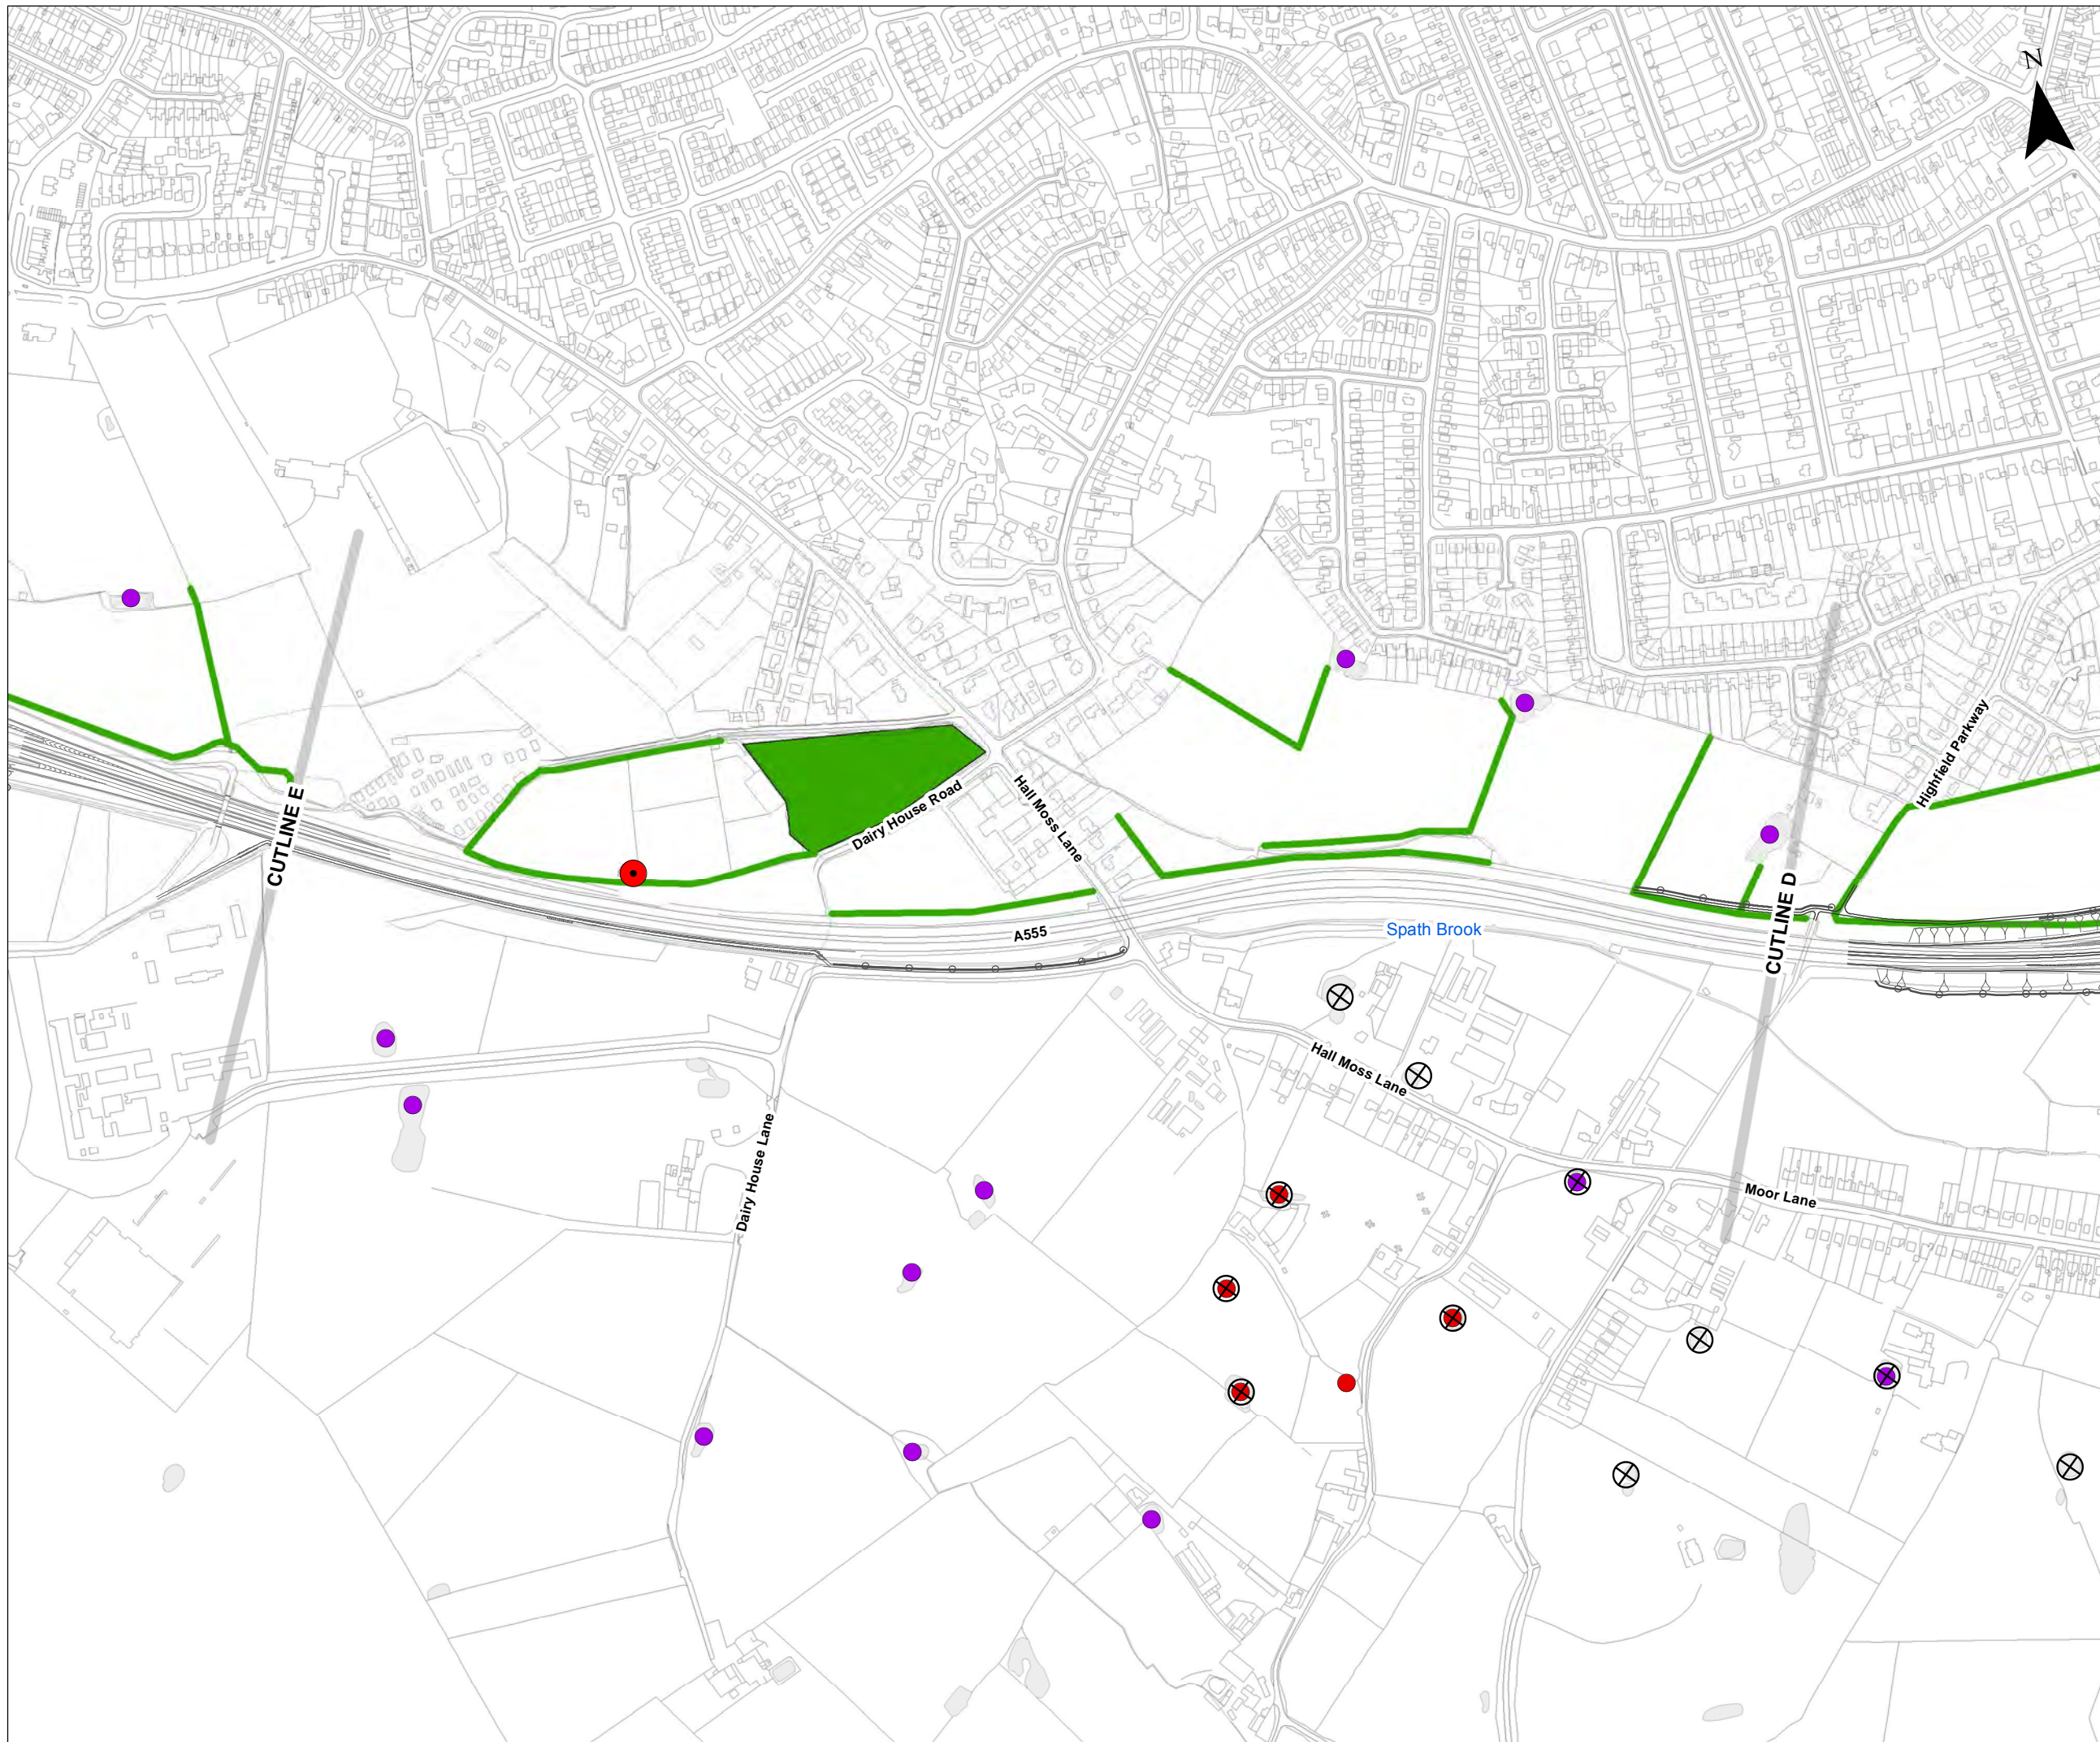 N
Highfield Parkway
CUTLINE E
Dairy House Road
Hall Moss Lane
CUTLINE D
A555
Spath Brook
Hall Moss Lane
Dairy House Lane
Moor Lane